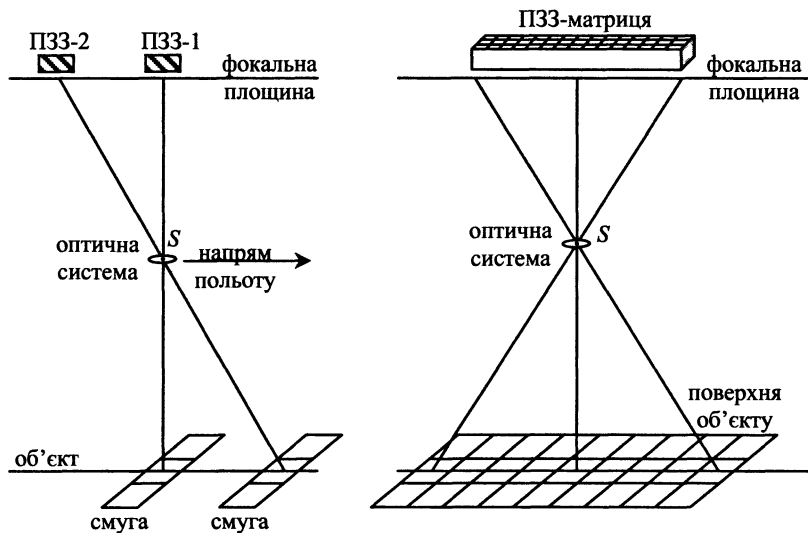 ПЗЗ-2
ПЗЗ-1
фокальна
площина
S
оптична
система
напрям
польоту
об’єкт
смуга
смуга
ПЗЗ-матриця
фокальна
площина
S
оптична
система
поверхня
об’єкту